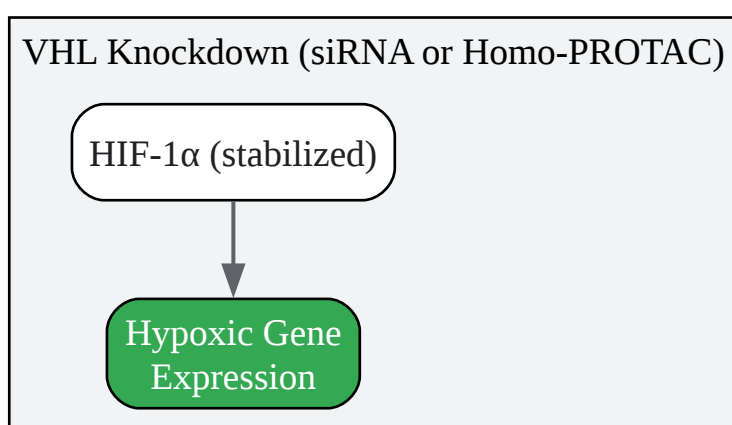 VHL Knockdown (siRNA or Homo-PROTAC)
HIF-1α (stabilized)
Hypoxic Gene
Expression